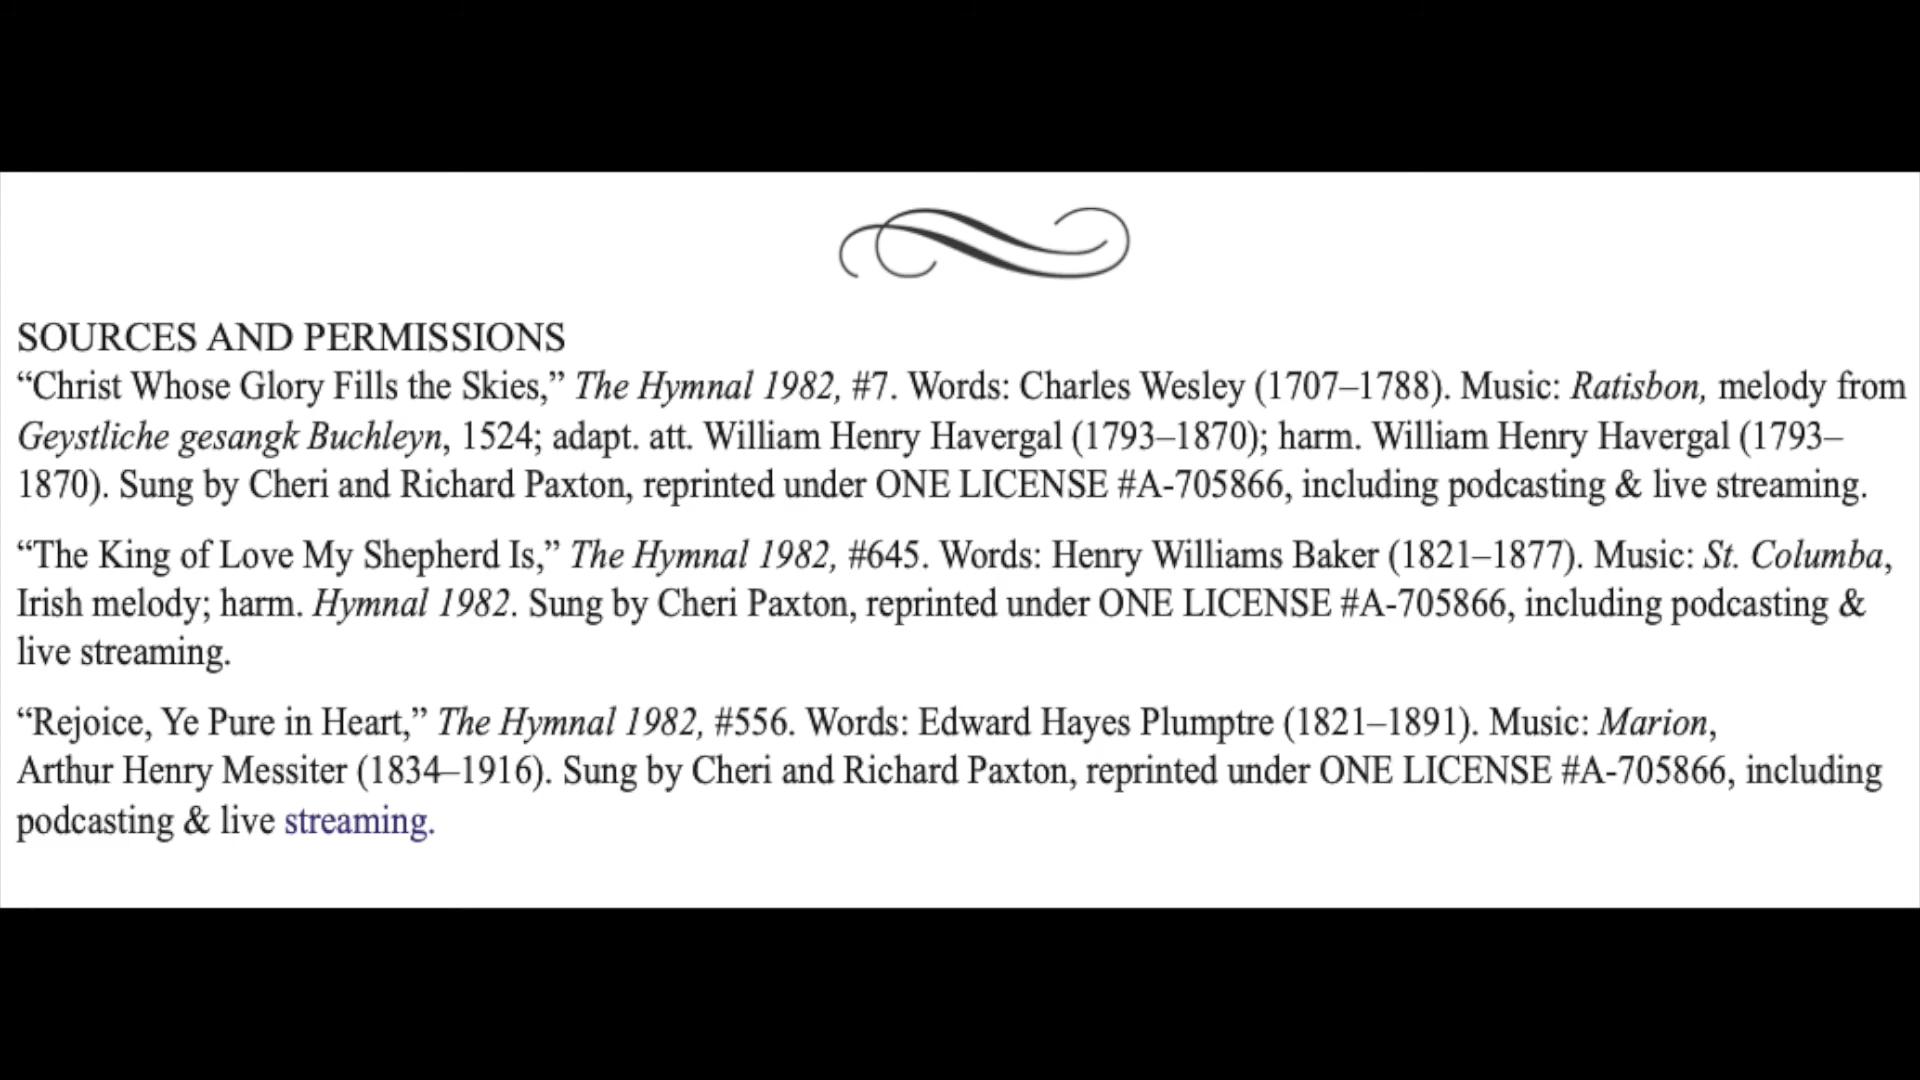 SOURCES AND PERMISSIONS
“Christ Whose Glory Fills the Skies,” The Hymnal 1982, #7. Words: Charles Wesley (1707–1788). Music: Ratisbon, melody from
Geystliche gesangk Buchleyn, 1524; adapt. att. William Henry Havergal (1793–1870); harm. William Henry Havergal (1793–
1870). Sung by Cheri and Richard Paxton, reprinted under ONE LICENSE #A-705866, including podcasting & live streaming.
“The King of Love My Shepherd Is,” The Hymnal 1982, #645. Words: Henry Williams Baker (1821–1877). Music: St. Columba,
Irish melody; harm. Hymnal 1982. Sung by Cheri Paxton, reprinted under ONE LICENSE #A-705866, including podcasting &
live streaming.
“Rejoice, Ye Pure in Heart,” The Hymnal 1982, #556. Words: Edward Hayes Plumptre (1821–1891). Music: Marion,
Arthur Henry Messiter (1834–1916). Sung by Cheri and Richard Paxton, reprinted under ONE LICENSE #A-705866, including
podcasting & live streaming.